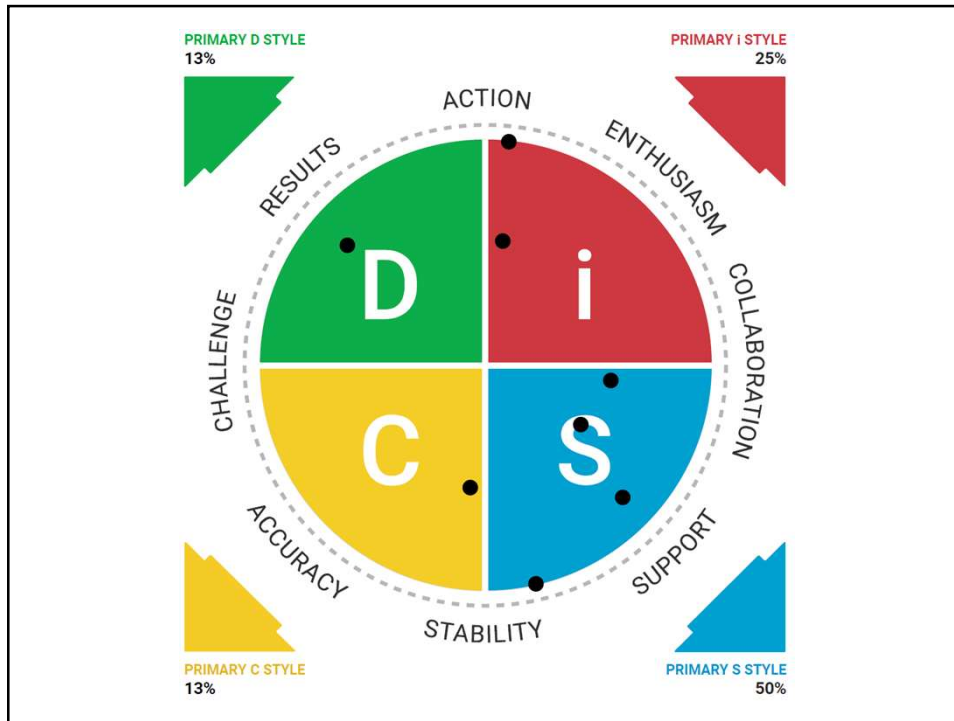 PRIMARY D STYLE
13%
PRIMARY i STYLE
25%
ACTION
RESULTS
ENTHUSIASM
CHALLENGE
COLLABORATION
D
i
C
S
ACCURACY
SUPPORT
STABILITY
PRIMARY C STYLE
13%
PRIMARY S STYLE
50%